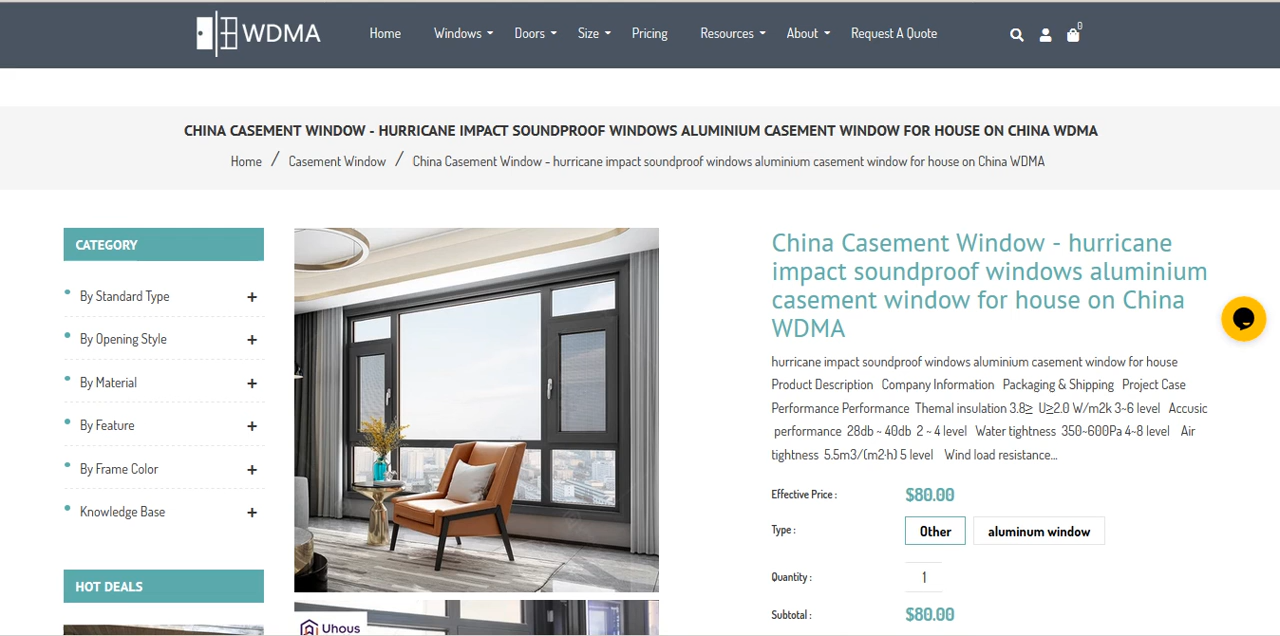 WDMA
Home Windows Doors Size Pricing Resources About Request A Quote
0
CHINA CASEMENT WINDOW - HURRICANE IMPACT SOUNDPROOF WINDOWS ALUMINIUM CASEMENT WINDOW FOR HOUSE ON CHINA WDMA
Home / Casement Window / China Casement Window - hurricane impact soundproof windows aluminium casement window for house on China WDMA
CATEGORY
By Standard Type +
By Opening Style +
By Material +
By Feature +
By Frame Color +
Knowledge Base +
HOT DEALS
Uhous
China Casement Window - hurricane
impact soundproof windows aluminium
casement window for house on China
WDMA
hurricane impact soundproof windows aluminium casement window for house
Product Description Company Information Packaging & Shipping Project Case
Performance Performance Themal insulation 3.8≥ U≥2.0 W/m2k 3~6 level Accusic
performance 28db ~ 40db 2 ~ 4 level Water tightness 350~600Pa 4~8 level Air
tightness 5.5m3/(m2·h) 5 level Wind load resistance...
Effective Price : $80.00
Type : Other aluminum window
Quantity : 1
Subtotal : $80.00